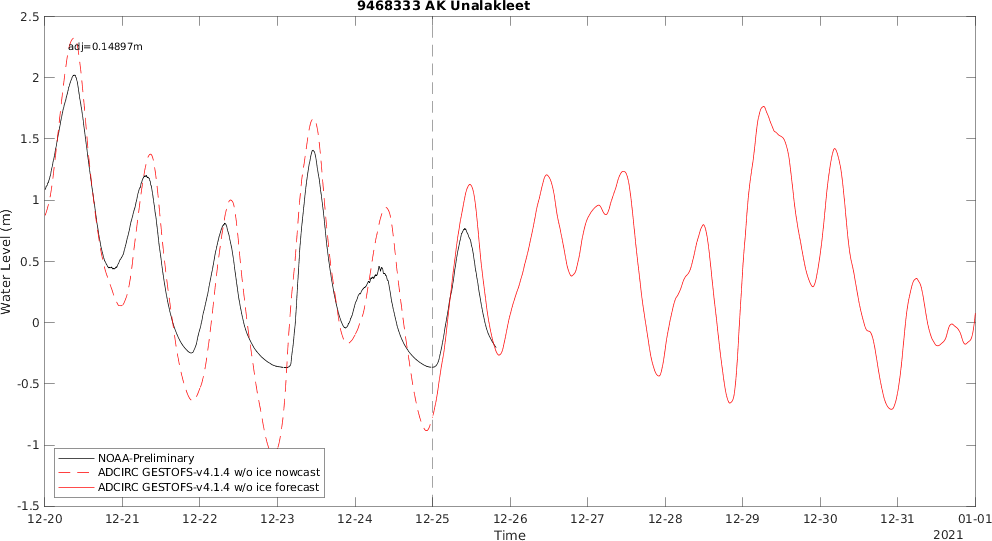 9468333 AK Unalakleet
adj=0.14897m
2.5
2
1.5
1
0.5
0
-0.5
-1
-1.5
Water Level (m)
NOAA-Preliminary
ADCIRC GESTOFS-v4.1.4 w/o ice nowcast
ADCIRC GESTOFS-v4.1.4 w/o ice forecast
12-20 12-21 12-22 12-23 12-24 12-25 12-26 12-27 12-28 12-29 12-30 12-31 01-01
Time
2021